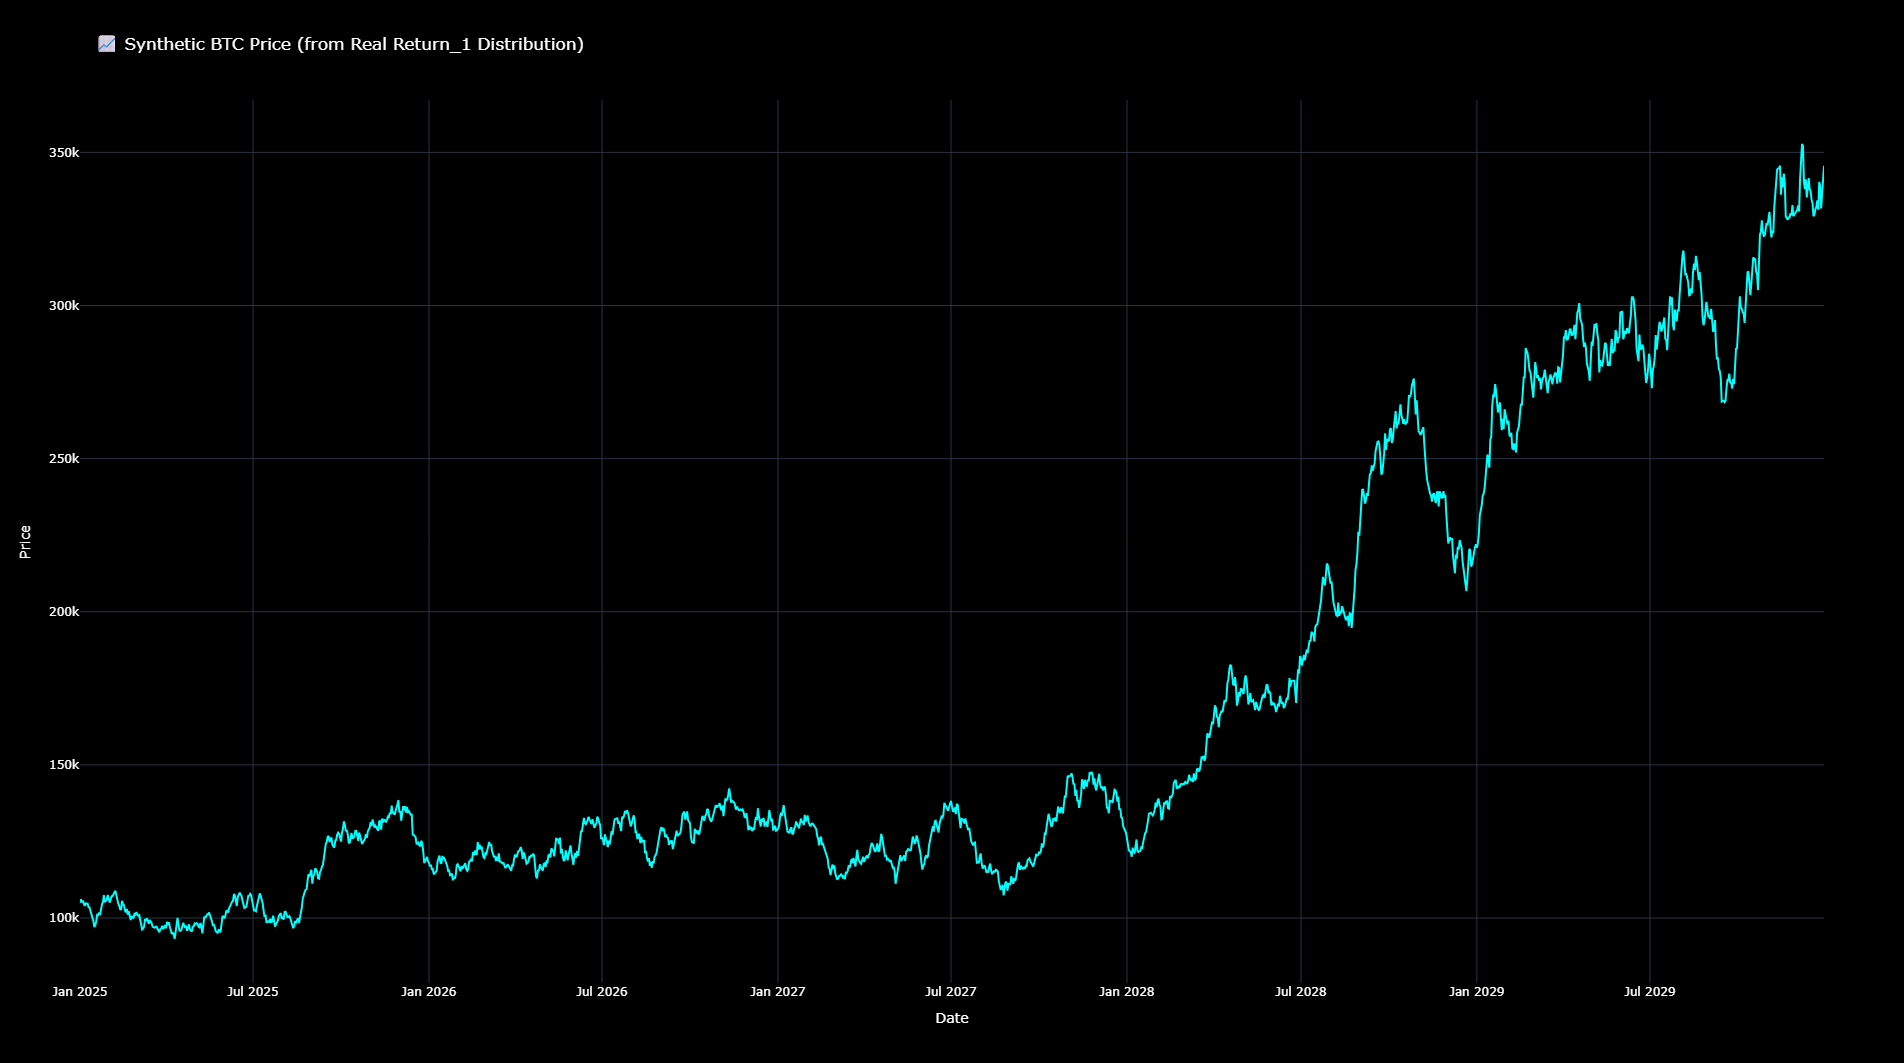 📈 Synthetic BTC Price (from Real Return_1 Distribution)
350k
300k
250k
200k
150k
100k
Price
Jan 2025 Jul 2025 Jan 2026 Jul 2026 Jan 2027 Jul 2027 Jan 2028 Jul 2028 Jan 2029 Jul 2029
Date